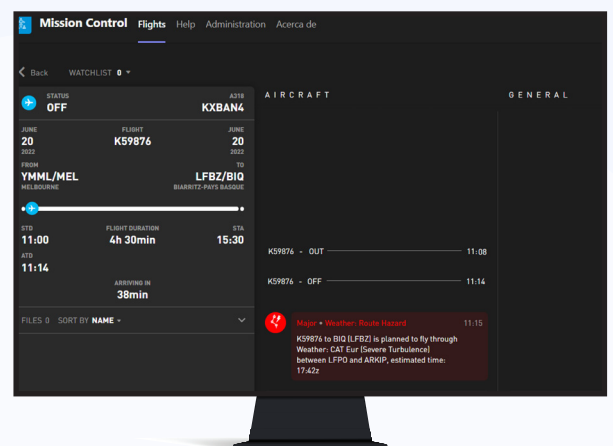 Mission Control Flights Help Administration Acerca de
Back WATCHLIST 0
STATUS A318
OFF KXBAN4
JUNE FLIGHT JUNE
20 K59876 20
2022 2022
FROM TO
YMML/MEL LFBZ/BIQ
MELBOURNE BIARRITZ-PAYS BASQUE
STD FLIGHT DURATION STA
11:00 4h 30min 15:30
ATD
11:14
ARRIVING IN
38min
FILES 0 SORT BY NAME
AIRCRAFT GENERAL
K59876 - OUT 11:08
K59876 - OFF 11:14
Major • Weather: Route Hazard 11:15
K59876 to BIQ (LFBZ) is planned to fly through
Weather: CAT Eur (Severe Turbulence)
between LFPO and ARKIP, estimated time:
17:42z